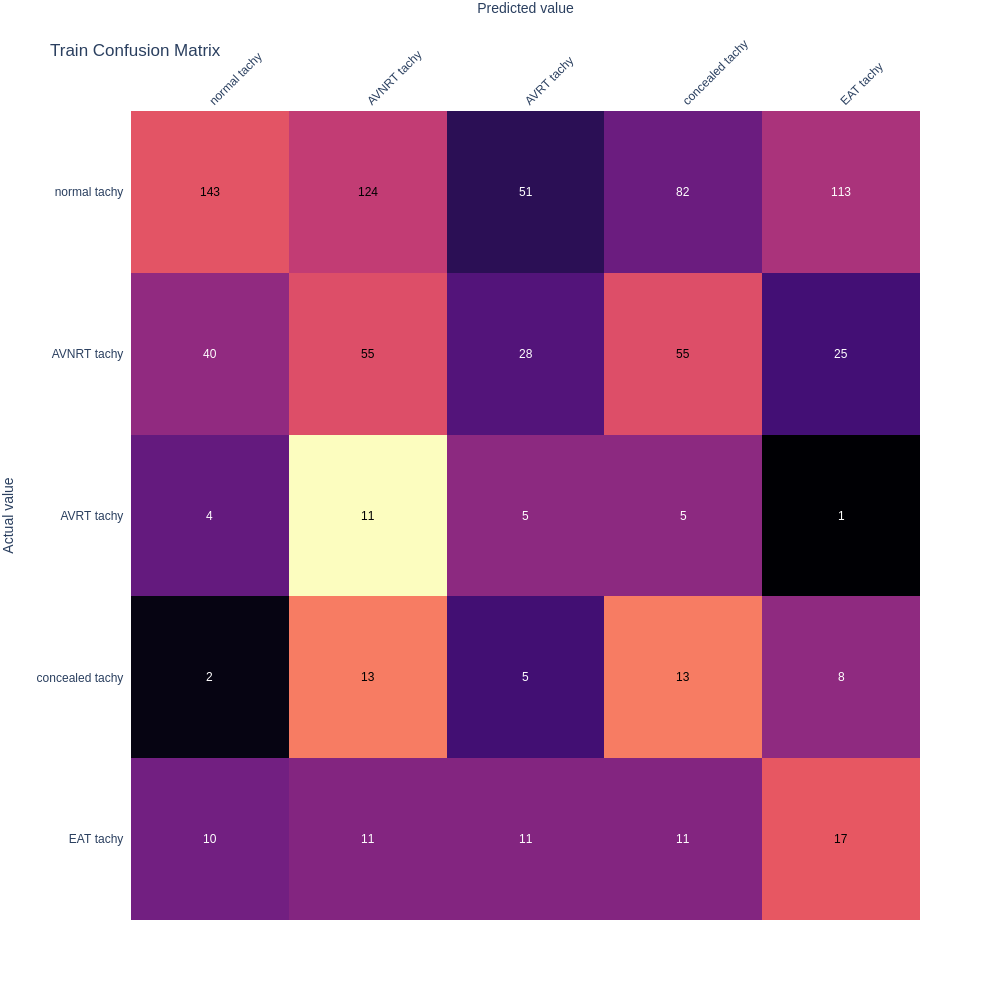 Predicted value
Train Confusion Matrix
normal tachy AVNRT tachy AVRT tachy concealed tachy EAT tachy
normal tachy 143 124 51 82 113
AVNRT tachy 40 55 28 55 25
AVRT tachy 4 11 5 5 1
concealed tachy 2 13 5 13 8
EAT tachy 10 11 11 11 17
Actual value